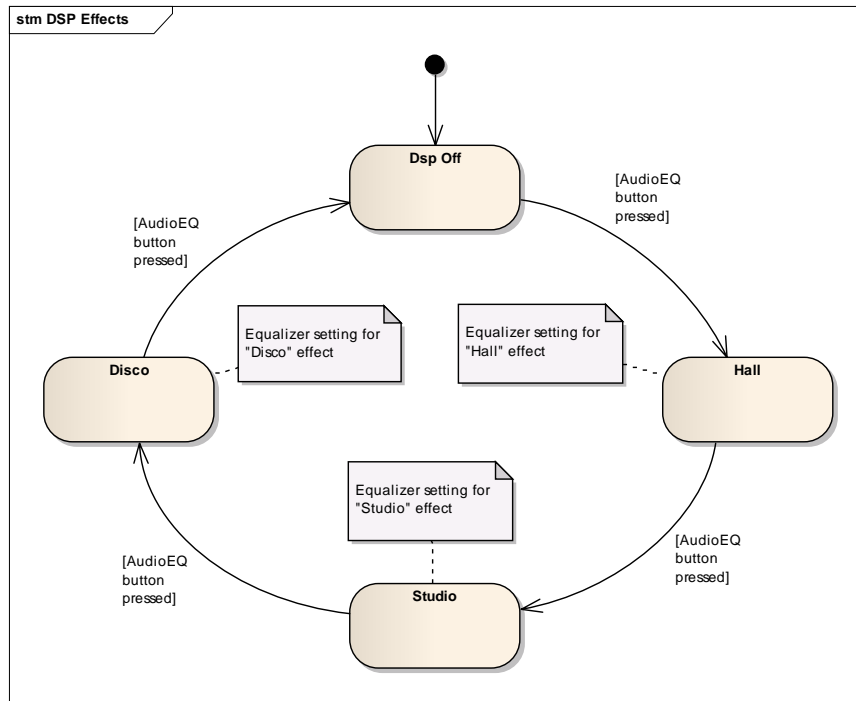 stm DSP Effects
Dsp Off
[AudioEQ
button
pressed]
[AudioEQ
button
pressed]
Equalizer setting for
"Disco" effect
Equalizer setting for
"Hall" effect
Disco
Hall
Equalizer setting for
"Studio" effect
[AudioEQ
button
pressed]
[AudioEQ
button
pressed]
Studio